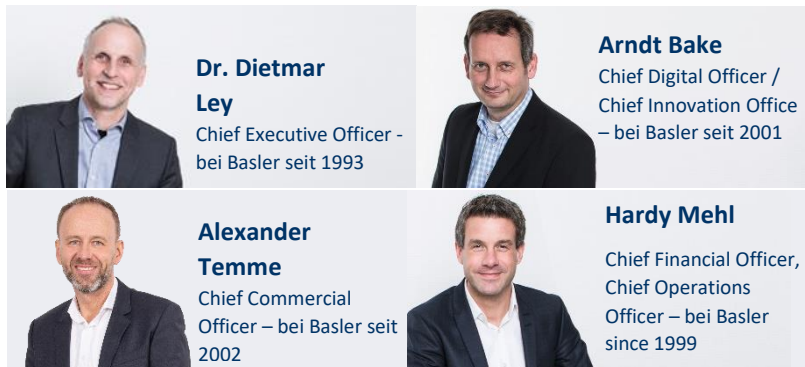 Dr. Dietmar
Ley
Chief Executive Officer -
bei Basler seit 1993
Arndt Bake
Chief Digital Officer /
Chief Innovation Office
– bei Basler seit 2001
Alexander
Temme
Chief Commercial
Officer – bei Basler seit
2002
Hardy Mehl
Chief Financial Officer,
Chief Operations
Officer – bei Basler
since 1999